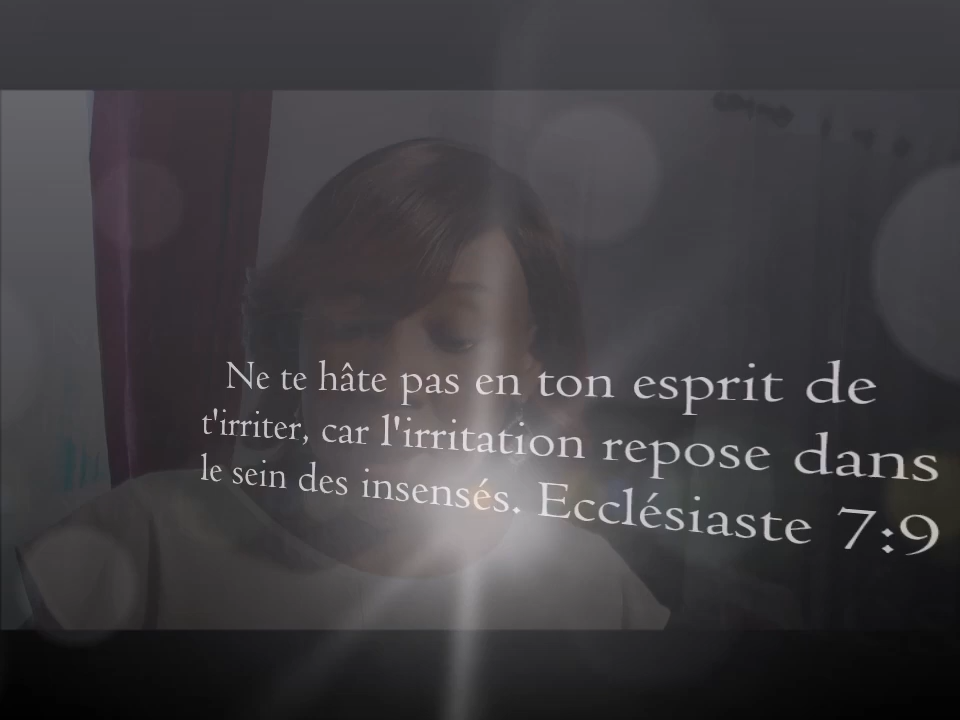 Ne te hâte pas en ton esprit de
t'irriter, car l'irritation repose dans
le sein des insensés. Ecclésiaste 7:9